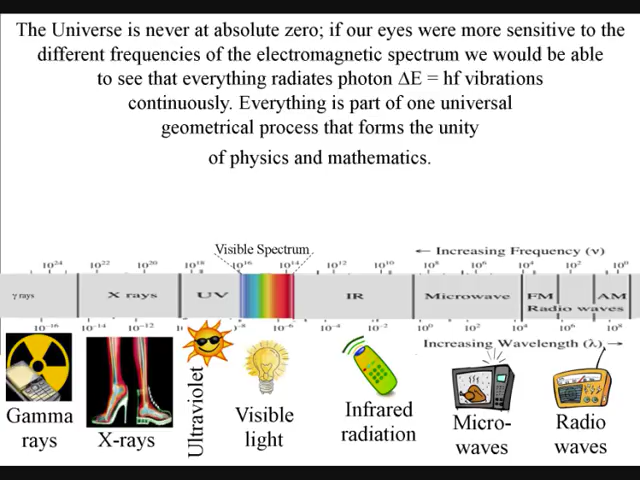 The Universe is never at absolute zero; if our eyes were more sensitive to the
different frequencies of the electromagnetic spectrum we would be able
to see that everything radiates photon ΔE = hf vibrations
continuously. Everything is part of one universal
geometrical process that forms the unity
of physics and mathematics.
Visible Spectrum
← Increasing Frequency (ν)
10²⁴ 10²² 10²⁰ 10¹⁸ 10¹⁶ 10¹⁴ 10¹² 10¹⁰ 10⁸ 10⁶ 10⁴ 10² 10⁰
γ rays X rays UV IR Microwave FM AM
Radio waves
10⁻¹⁶ 10⁻¹⁴ 10⁻¹² 10⁻⁸ 10⁻⁶ 10⁻⁴ 10⁻² 10⁰ 10² 10⁴ 10⁶ 10⁸
Increasing Wavelength (λ) →
Gamma
rays
X-rays
Ultraviolet
Visible
light
Infrared
radiation
Micro-
waves
Radio
waves